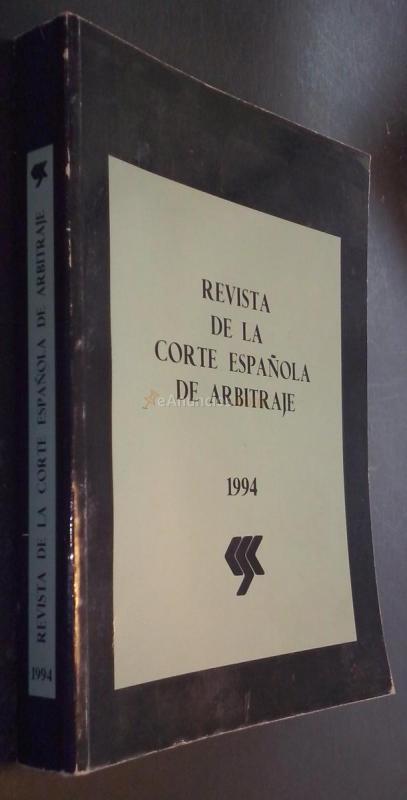 REVISTA DE LA CORTE ESPAÑOLA DE ARBITRAJE
1994
REVISTA
DE LA
CORTE ESPAÑOLA
DE ARBITRAJE
1994